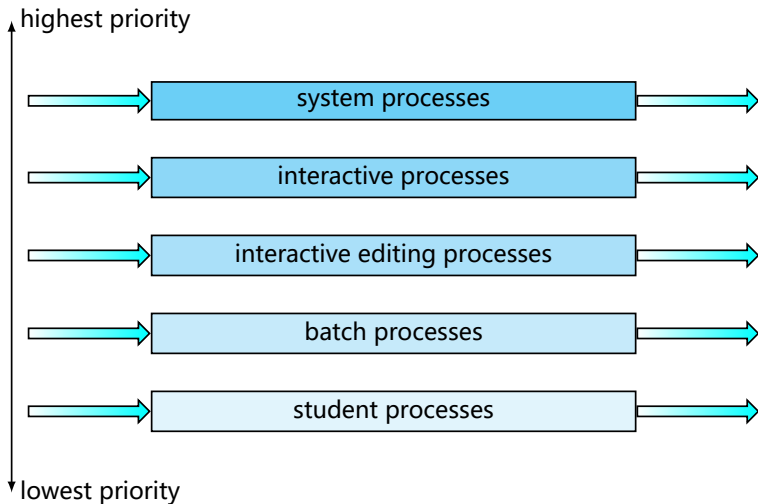 highest priority
system processes
interactive processes
interactive editing processes
batch processes
student processes
lowest priority